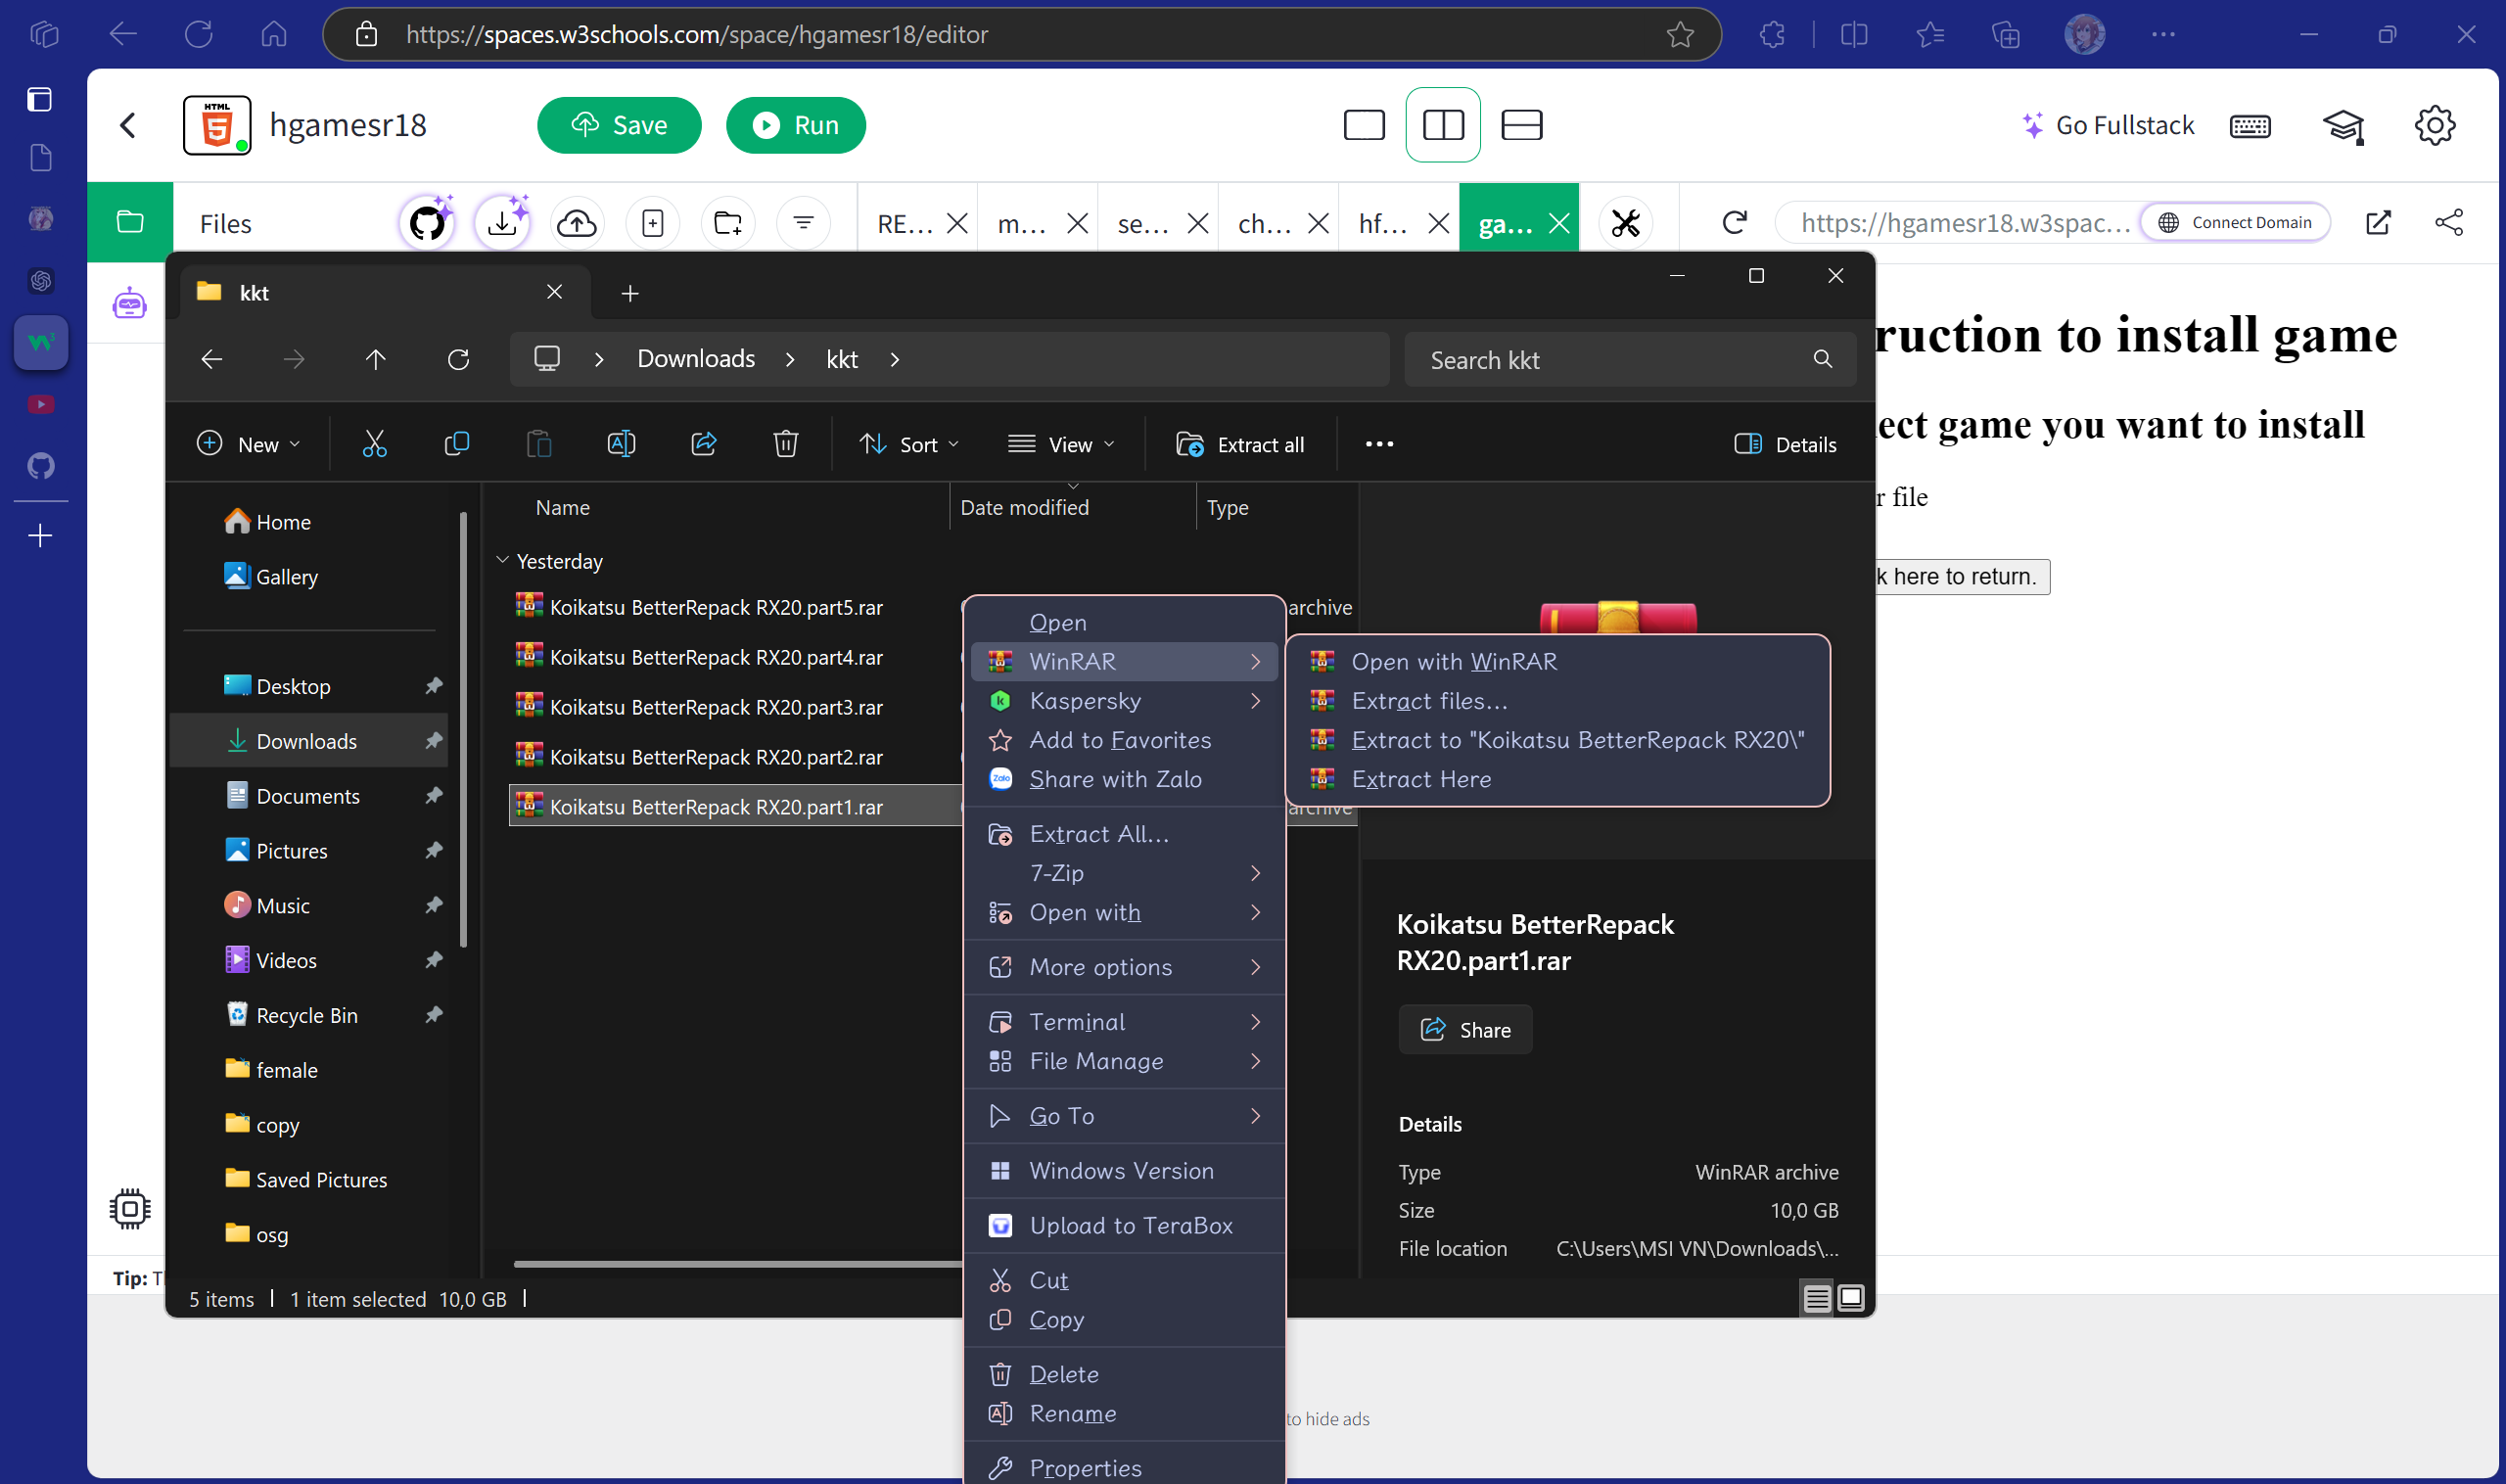 https://spaces.w3schools.com/space/hgamesr18/editor
HTML
hgamesr18
Save
Run
Go Fullstack
Files
RE...
m...
se...
ch...
hf...
ga...
https://hgamesr18.w3spac...
Connect Domain
kkt
Downloads
kkt
Search kkt
New
Sort
View
Extract all
Details
ruction to install game
lect game you want to install
r file
k here to return.
Home
Gallery
Desktop
Downloads
Documents
Pictures
Music
Videos
Recycle Bin
female
copy
Saved Pictures
osg
Name
Date modified
Type
Yesterday
Koikatsu BetterRepack RX20.part5.rar
archive
Koikatsu BetterRepack RX20.part4.rar
Koikatsu BetterRepack RX20.part3.rar
Koikatsu BetterRepack RX20.part2.rar
Koikatsu BetterRepack RX20.part1.rar
archive
Open
WinRAR
Kaspersky
Add to Favorites
Share with Zalo
Extract All...
7-Zip
Open with
More options
Terminal
File Manage
Go To
Windows Version
Upload to TeraBox
Cut
Copy
Delete
Rename
Properties
Open with WinRAR
Extract files...
Extract to "Koikatsu BetterRepack RX20\"
Extract Here
Koikatsu BetterRepack
RX20.part1.rar
Share
Details
Type WinRAR archive
Size 10,0 GB
File location C:\Users\MSI VN\Downloads\...
Tip:
5 items
1 item selected 10,0 GB
to hide ads